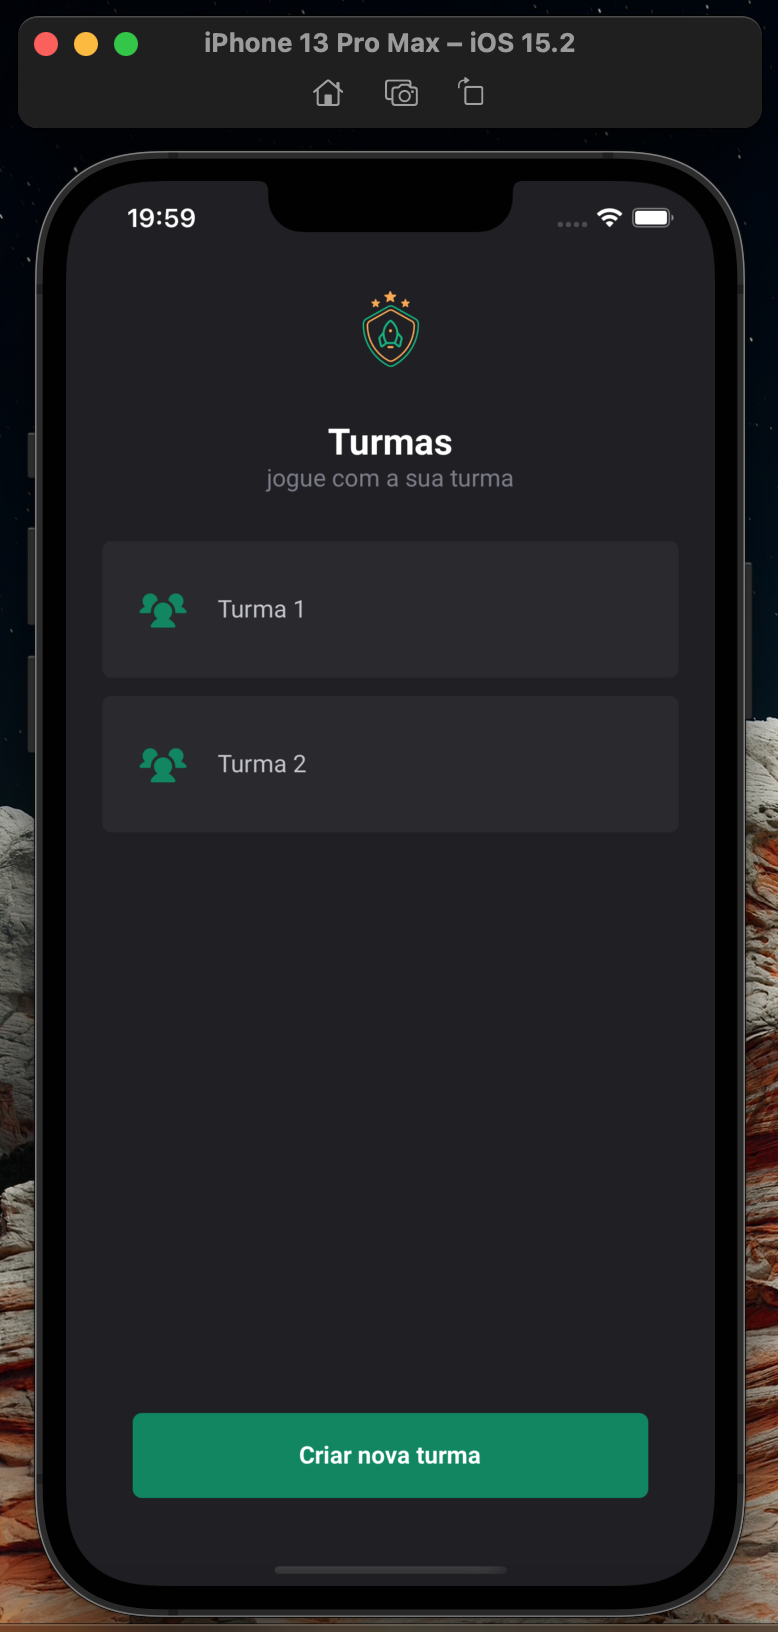 iPhone 13 Pro Max – iOS 15.2
19:59
Turmas
jogue com a sua turma
Turma 1
Turma 2
Criar nova turma